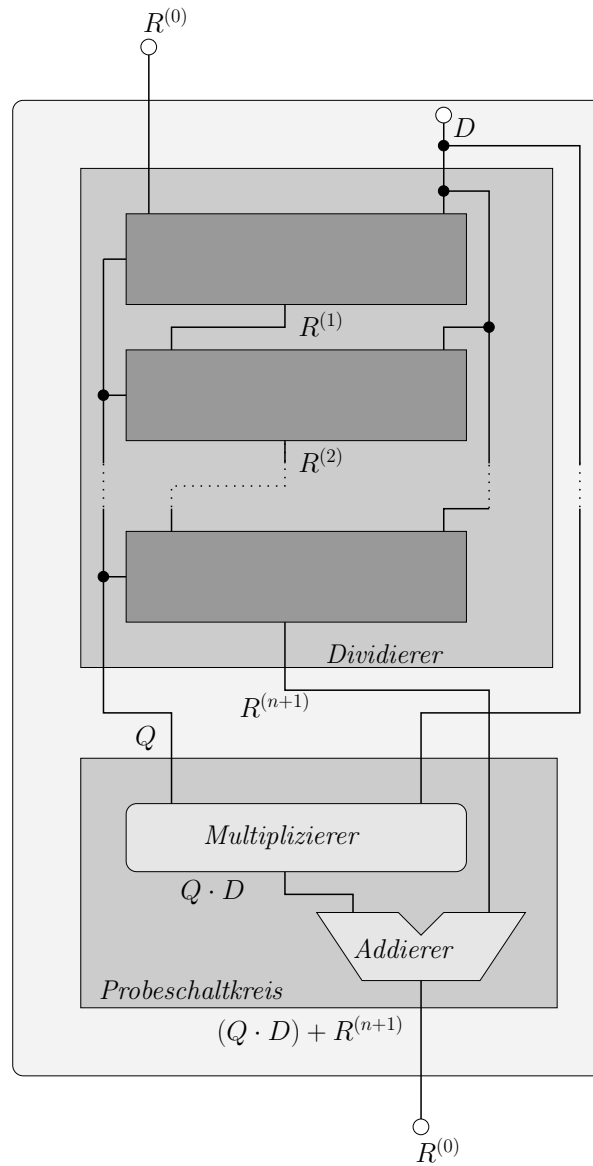 R^{(0)}
D
R^{(1)}
R^{(2)}
Dividierer
R^{(n+1)}
Q
Multiplizierer
Q · D
Addierer
Probeschaltkreis
(Q · D) + R^{(n+1)}
R^{(0)}